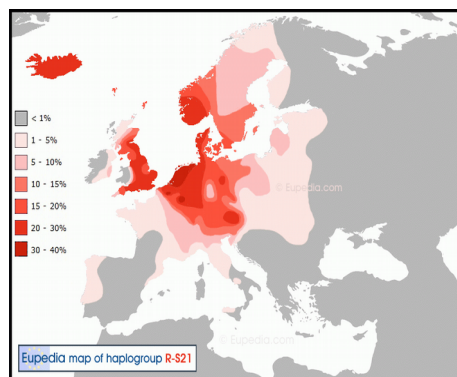 < 1%
1 - 5%
5 - 10%
10 - 15%
15 - 20%
20 - 30%
30 - 40%
© Eupedia.com
© Eupedia.com
Eupedia map of haplogroup R-S21